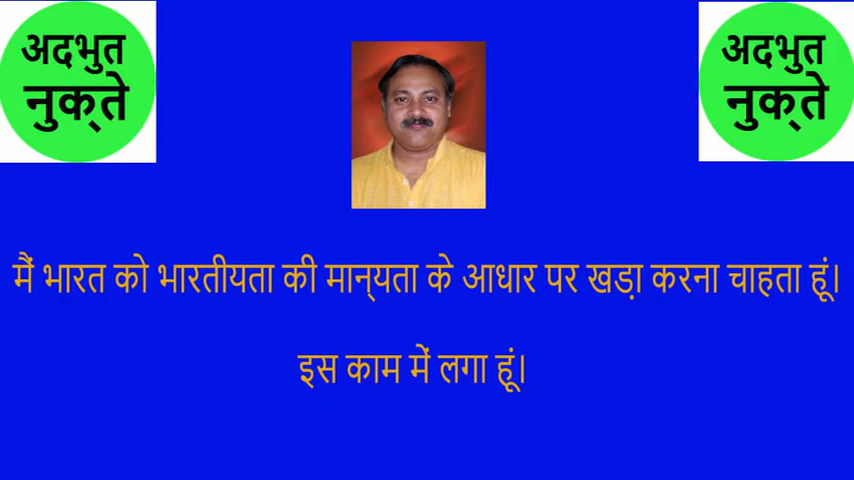 अदभुत
नुक्ते
अदभुत
नुक्ते
मैं भारत को भारतीयता की मान्यता के आधार पर खड़ा करना चाहता हूं।
इस काम में लगा हूं।